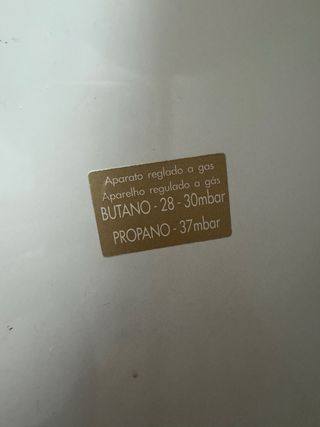 Aparato reglado a gas
Aparelho regulado a gás
BUTANO - 28 - 30mbar
PROPANO - 37mbar